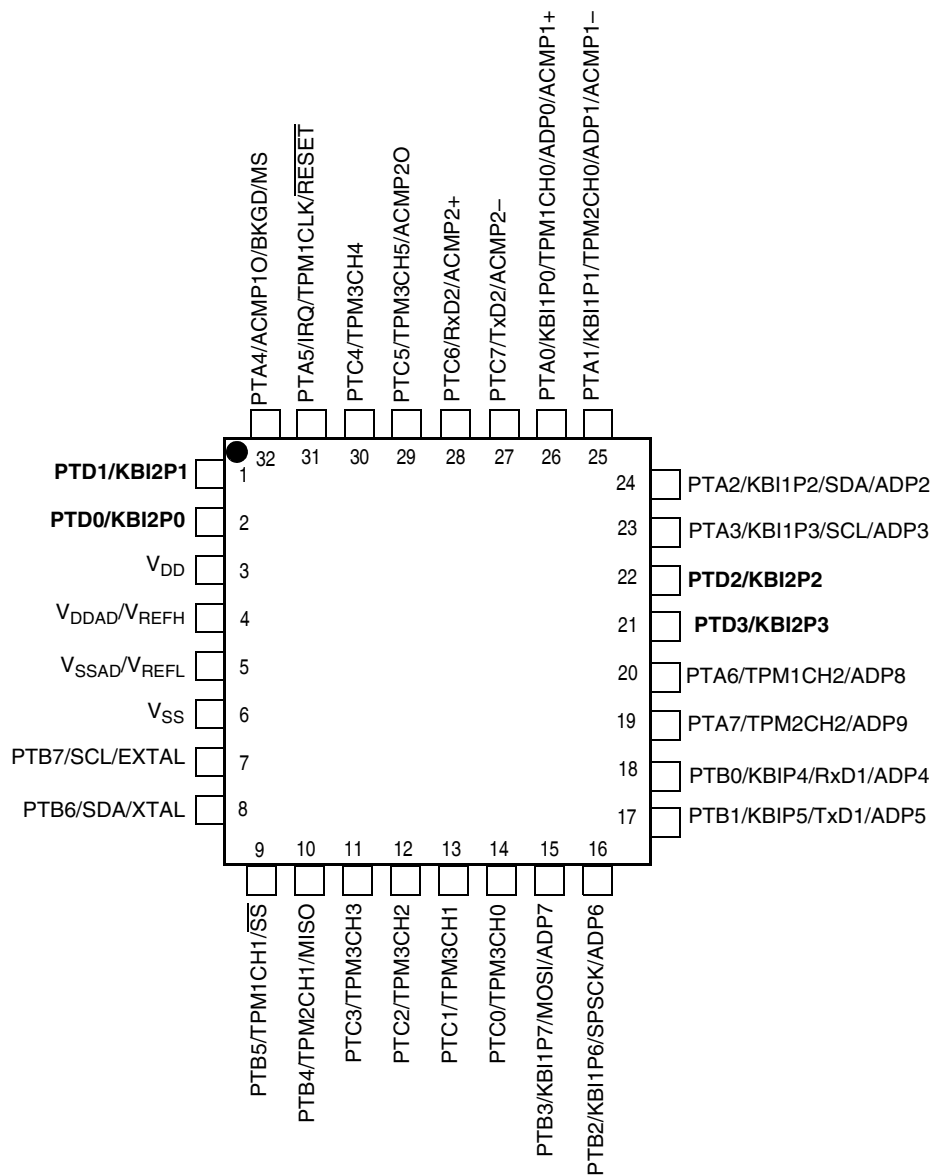 PTA4/ACMP1O/BKGD/MS
PTA5/IRQ/TPM1CLK/RESET
PTC4/TPM3CH4
PTC5/TPM3CH5/ACMP2O
PTC6/RxD2/ACMP2+
PTC7/TxD2/ACMP2–
PTA0/KBI1P0/TPM1CH0/ADP0/ACMP1+
PTA1/KBI1P1/TPM2CH0/ADP1/ACMP1–
32 31 30 29 28 27 26 25
PTD1/KBI2P1 1
PTD0/KBI2P0 2
VDD 3
VDDAD/VREFH 4
VSSAD/VREFL 5
VSS 6
PTB7/SCL/EXTAL 7
PTB6/SDA/XTAL 8
24 PTA2/KBI1P2/SDA/ADP2
23 PTA3/KBI1P3/SCL/ADP3
22 PTD2/KBI2P2
21 PTD3/KBI2P3
20 PTA6/TPM1CH2/ADP8
19 PTA7/TPM2CH2/ADP9
18 PTB0/KBIP4/RxD1/ADP4
17 PTB1/KBIP5/TxD1/ADP5
9 10 11 12 13 14 15 16
PTB5/TPM1CH1/SS
PTB4/TPM2CH1/MISO
PTC3/TPM3CH3
PTC2/TPM3CH2
PTC1/TPM3CH1
PTC0/TPM3CH0
PTB3/KBI1P7/MOSI/ADP7
PTB2/KBI1P6/SPSCK/ADP6